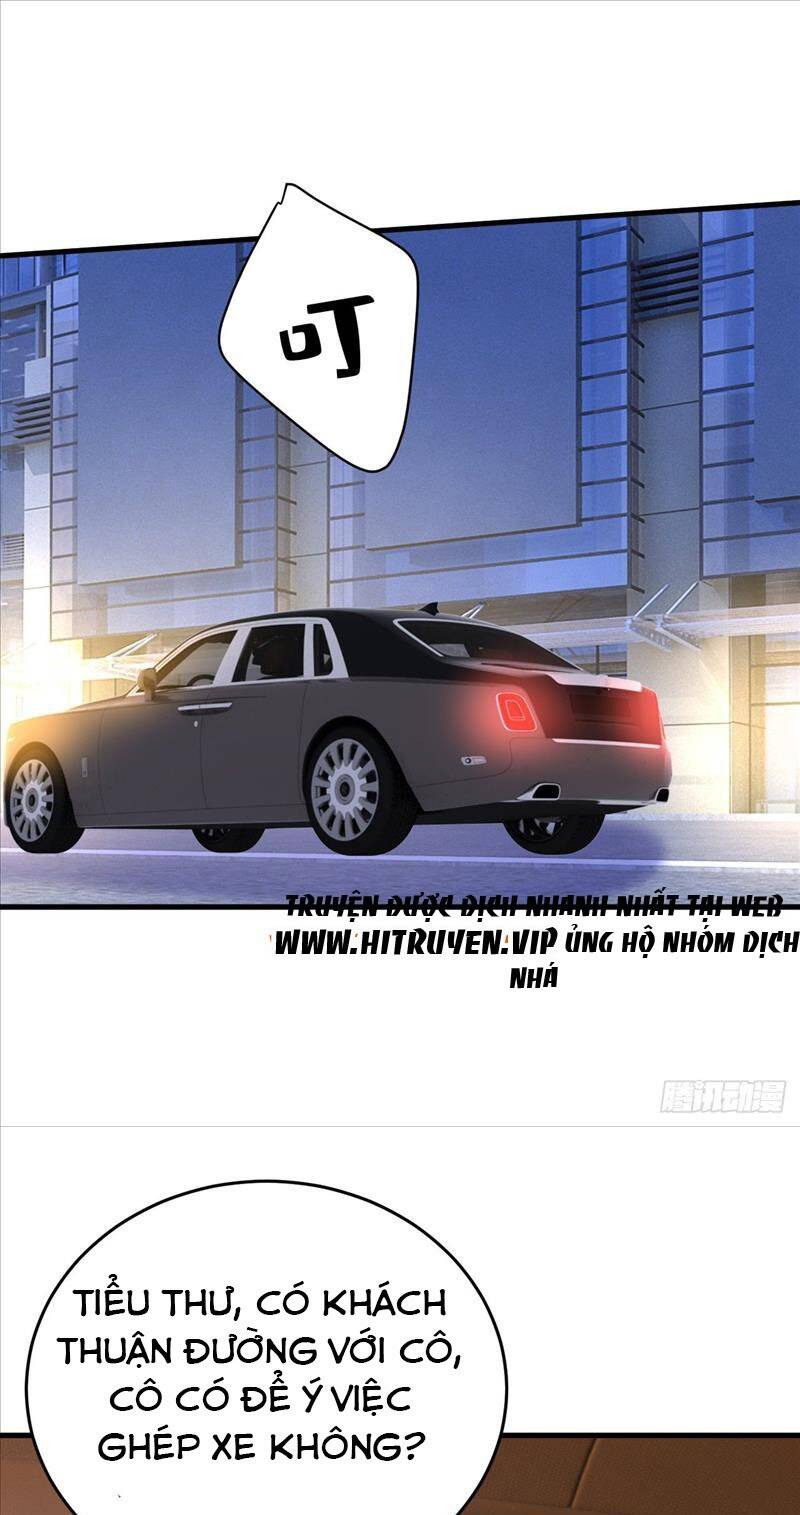 叮
TRUYỆN ĐƯỢC DỊCH NHANH NHẤT TẠI WEB
WWW.HITRUYEN.VIP ỦNG HỘ NHÓM DỊCH
NHÁ
腾讯动漫
TIỂU THƯ, CÓ KHÁCH
THUẬN ĐƯỜNG VỚI CÔ,
CÔ CÓ ĐỂ Ý VIỆC
GHÉP XE KHÔNG?